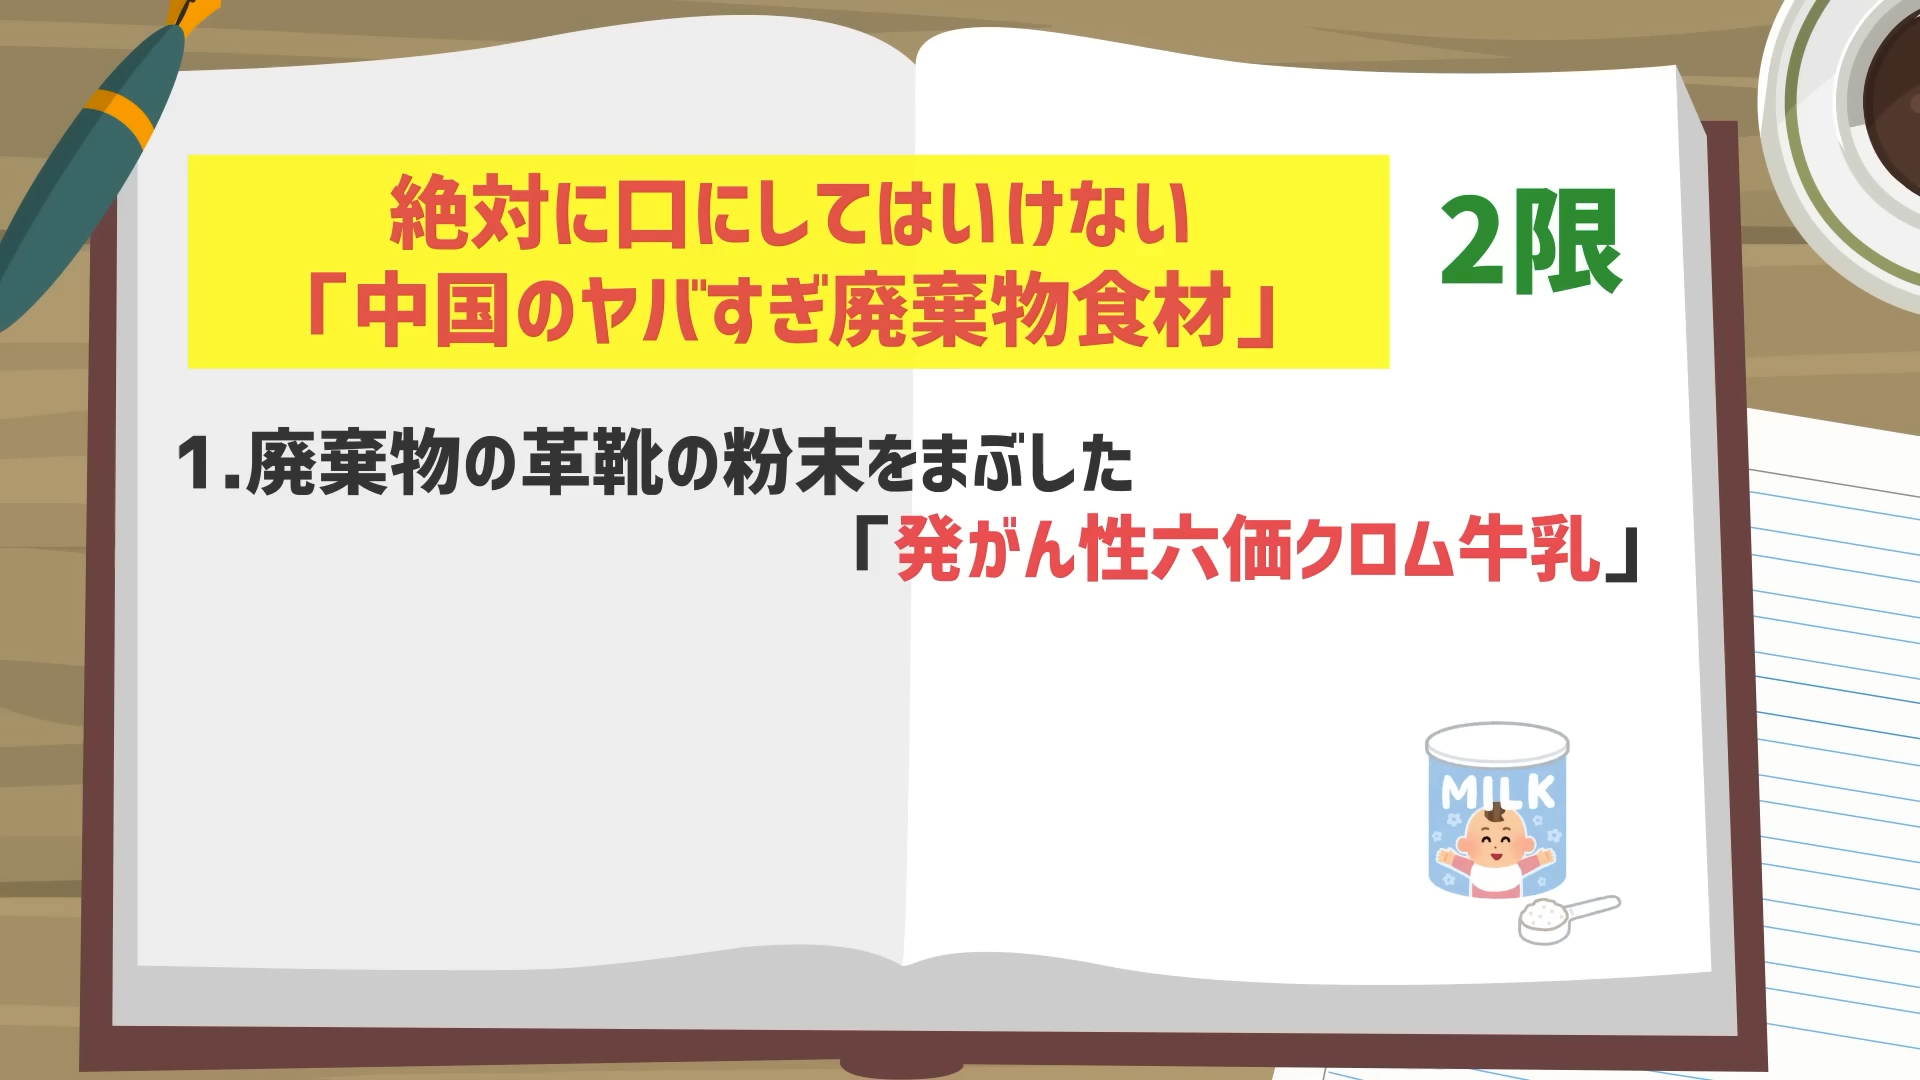 絶対に口にしてはいけない
「中国のヤバすぎ廃棄物食材」
2限
1.廃棄物の革靴の粉末をまぶした
「発がん性六価クロム牛乳」
MILK